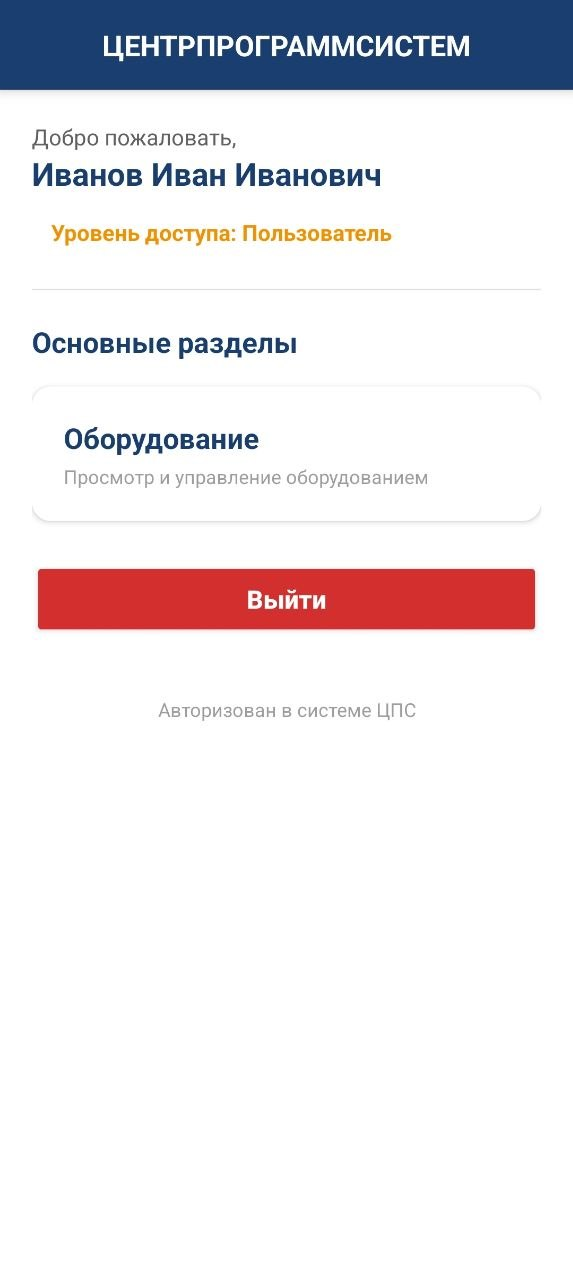 ЦЕНТРПРОГРАММСИСТЕМ
Добро пожаловать,
Иванов Иван Иванович
Уровень доступа: Пользователь
Основные разделы
Оборудование
Просмотр и управление оборудованием
Выйти
Авторизован в системе ЦПС